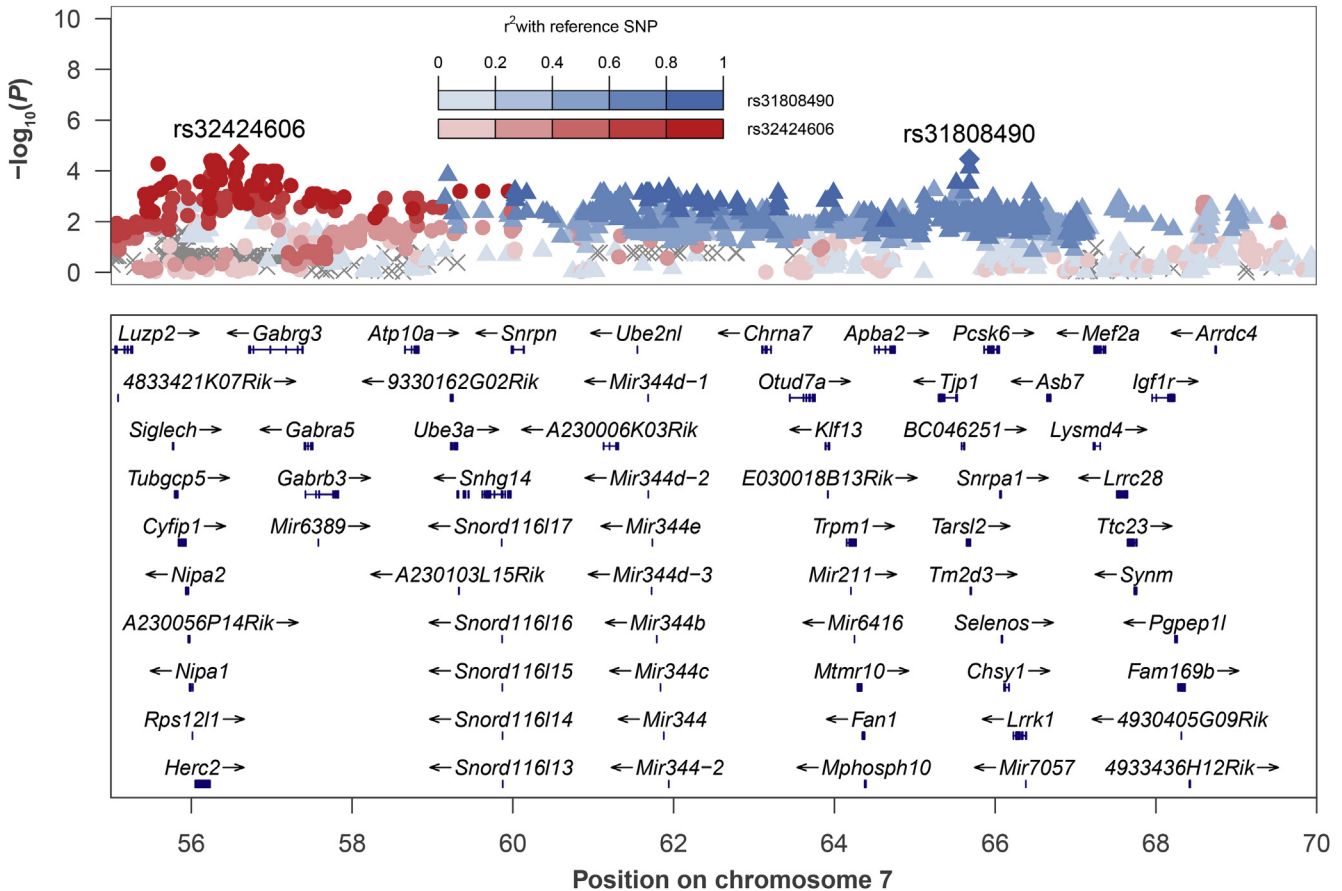 r2 with reference SNP
0 0.2 0.4 0.6 0.8 1
rs31808490
rs32424606
rs32424606
rs31808490
−log10(P)
10
8
6
4
2
0
Luzp2→ ←Gabrg3 Atp10a→ ←Snrpn ←Ube2nl ←Chrna7 Apba2→ Pcsk6→ ←Mef2a ←Arrdc4
4833421K07Rik→ ←9330162G02Rik ←Mir344d−1 Otud7a→ ←Tjp1 ←Asb7 Igf1r→
Siglech→ ←Gabra5 Ube3a→ ←A230006K03Rik ←Klf13 BC046251→ Lysmd4→
Tubgcp5→ Gabrb3→ ←Snhg14 ←Mir344d−2 E030018B13Rik→ Snrpa1→ ←Lrrc28
Cyfip1→ Mir6389→ ←Snord116l17 ←Mir344e Trpm1→ Tarsl2→ Ttc23→
←Nipa2 ←A230103L15Rik ←Mir344d−3 Mir211→ Tm2d3→ ←Synm
A230056P14Rik→ ←Snord116l16 ←Mir344b ←Mir6416 Selenos→ ←Pgpep1l
←Nipa1 ←Snord116l15 ←Mir344c Mtmr10→ Chsy1→ Fam169b→
Rps12l1→ ←Snord116l14 ←Mir344 ←Fan1 ←Lrrk1 ←4930405G09Rik
Herc2→ ←Snord116l13 ←Mir344−2 ←Mphosph10 ←Mir7057 4933436H12Rik→
56 58 60 62 64 66 68 70
Position on chromosome 7